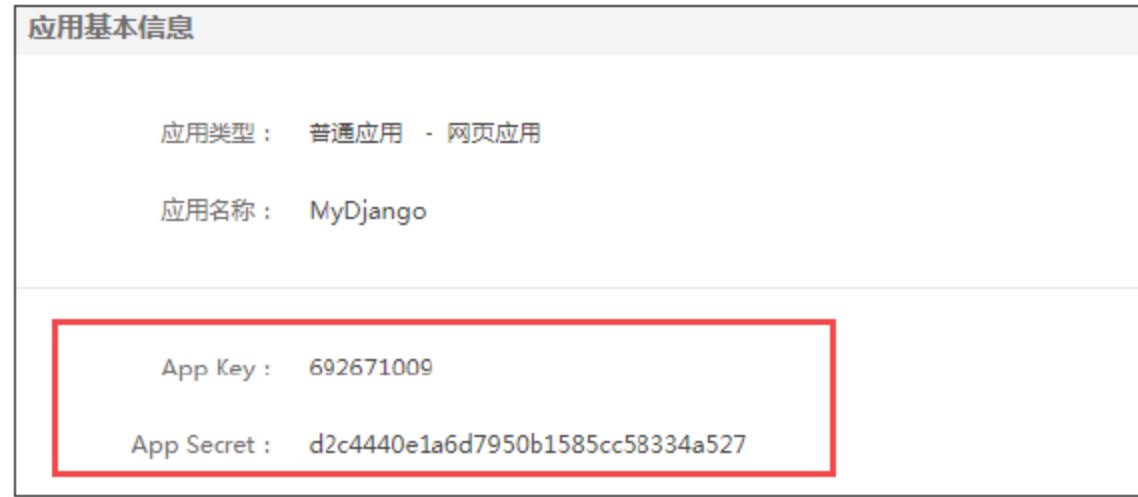 应用基本信息
应用类型： 普通应用 - 网页应用
应用名称： MyDjango
App Key： 692671009
App Secret： d2c4440e1a6d7950b1585cc58334a527